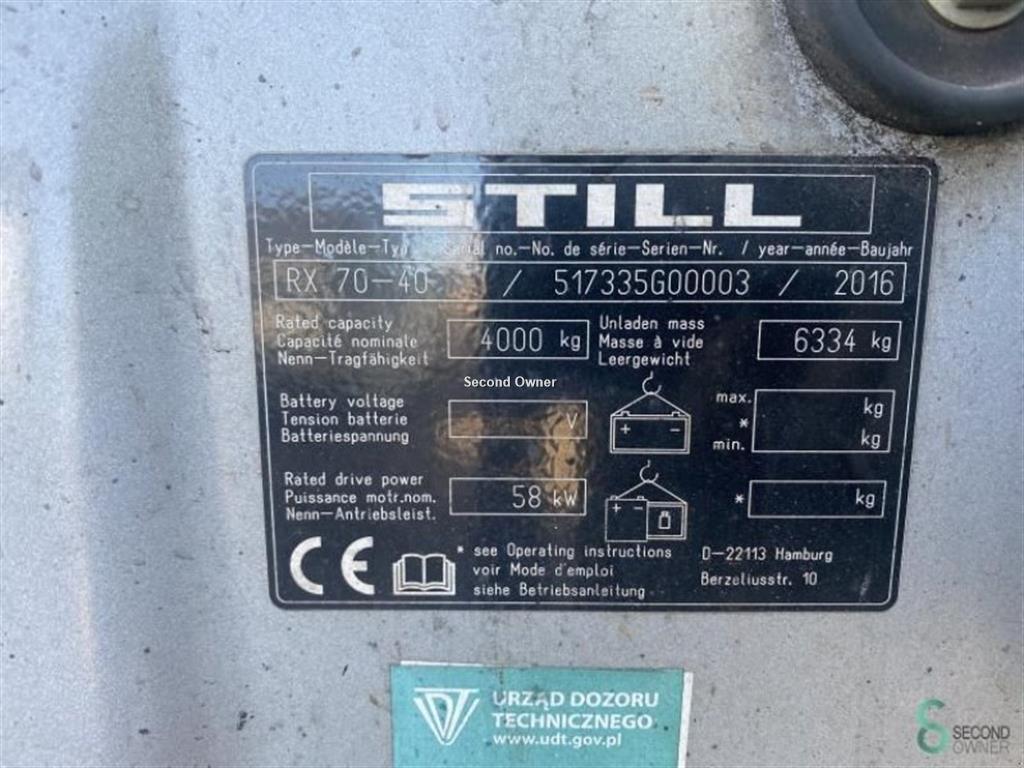 STILL
Type-Modèle-Typ Serial no.-No. de série-Serien-Nr. / year-année-Baujahr
RX 70-40 / 517335G00003 / 2016
Rated capacity
Capacité nominale
Nenn-Tragfähigkeit
4000 kg
Unladen mass
Masse à vide
Leergewicht
6334 kg
Second Owner
Battery voltage
Tension batterie
Batteriespannung
V
+ -
max.
*
min.
kg
kg
Rated drive power
Puissance motr.nom.
Nenn-Antriebsleist.
58 kW
+ -
* kg
CE
* see Operating instructions
voir Mode d'emploi
siehe Betriebsanleitung
D-22113 Hamburg
Berzeliusstr. 10
URZĄD DOZORU
TECHNICZNEGO
www.udt.gov.pl
SECOND
OWNER